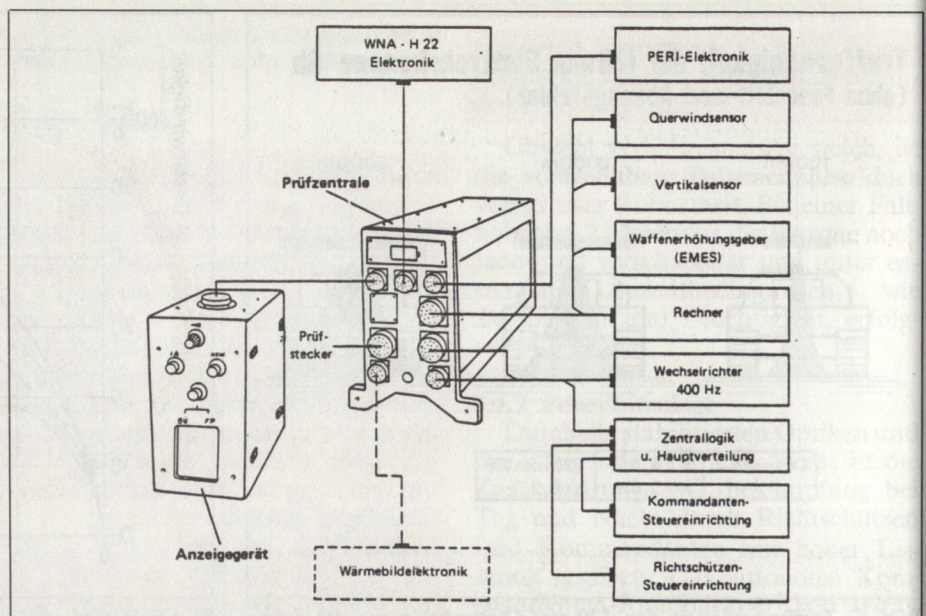 WNA - H 22
Elektronik
PERI-Elektronik
Querwindsensor
Vertikalsensor
Waffenerhöhungsgeber
(EMES)
Rechner
Wechselrichter
400 Hz
Zentrallogik
u. Hauptverteilung
Kommandanten-
Steuereinrichtung
Richtschützen-
Steuereinrichtung
Prüfzentrale
Prüf-
stecker
Anzeigegerät
Wärmebildelektronik